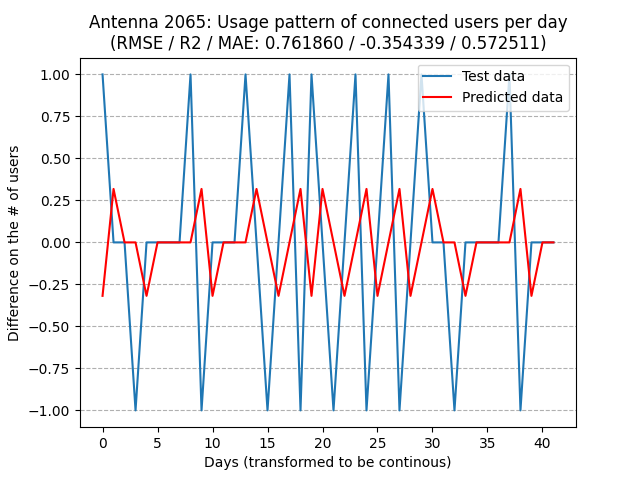 Antenna 2065: Usage pattern of connected users per day
(RMSE / R2 / MAE: 0.761860 / -0.354339 / 0.572511)
Test data
Predicted data
Difference on the # of users
1.00
0.75
0.50
0.25
0.00
−0.25
−0.50
−0.75
−1.00
0 5 10 15 20 25 30 35 40
Days (transformed to be continous)